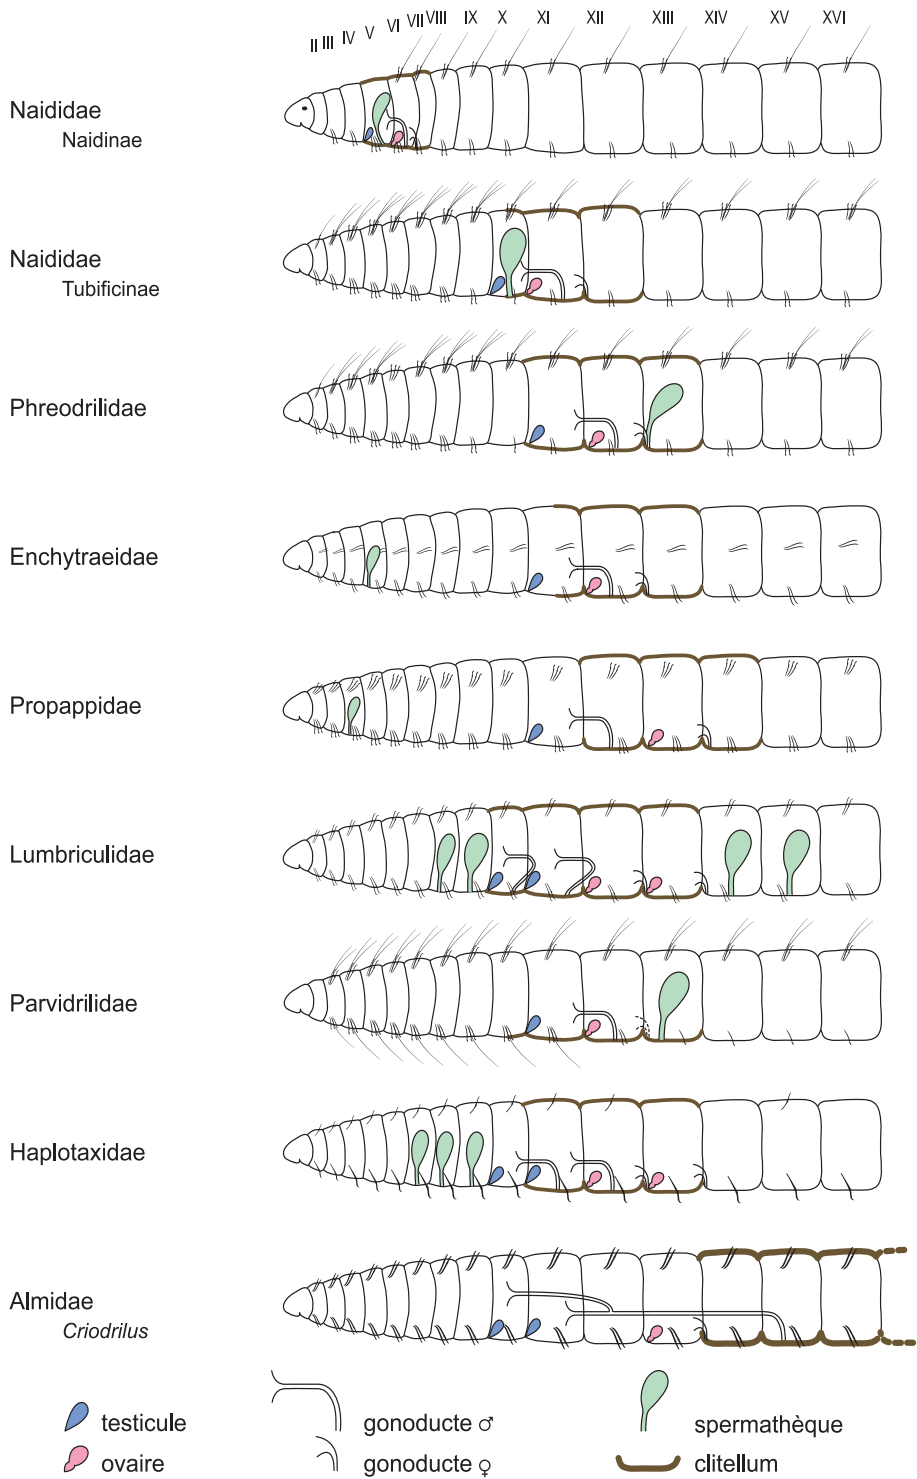 II III IV V VI VII VIII IX X XI XII XIII XIV XV XVI
Naididae
Naidinae
Naididae
Tubificinae
Phreodrilidae
Enchytraeidae
Propappidae
Lumbriculidae
Parvidrilidae
Haplotaxidae
Almidae
Criodrilus
testicule
gonoducte ♂
spermathèque
ovaire
gonoducte ♀
clitellum